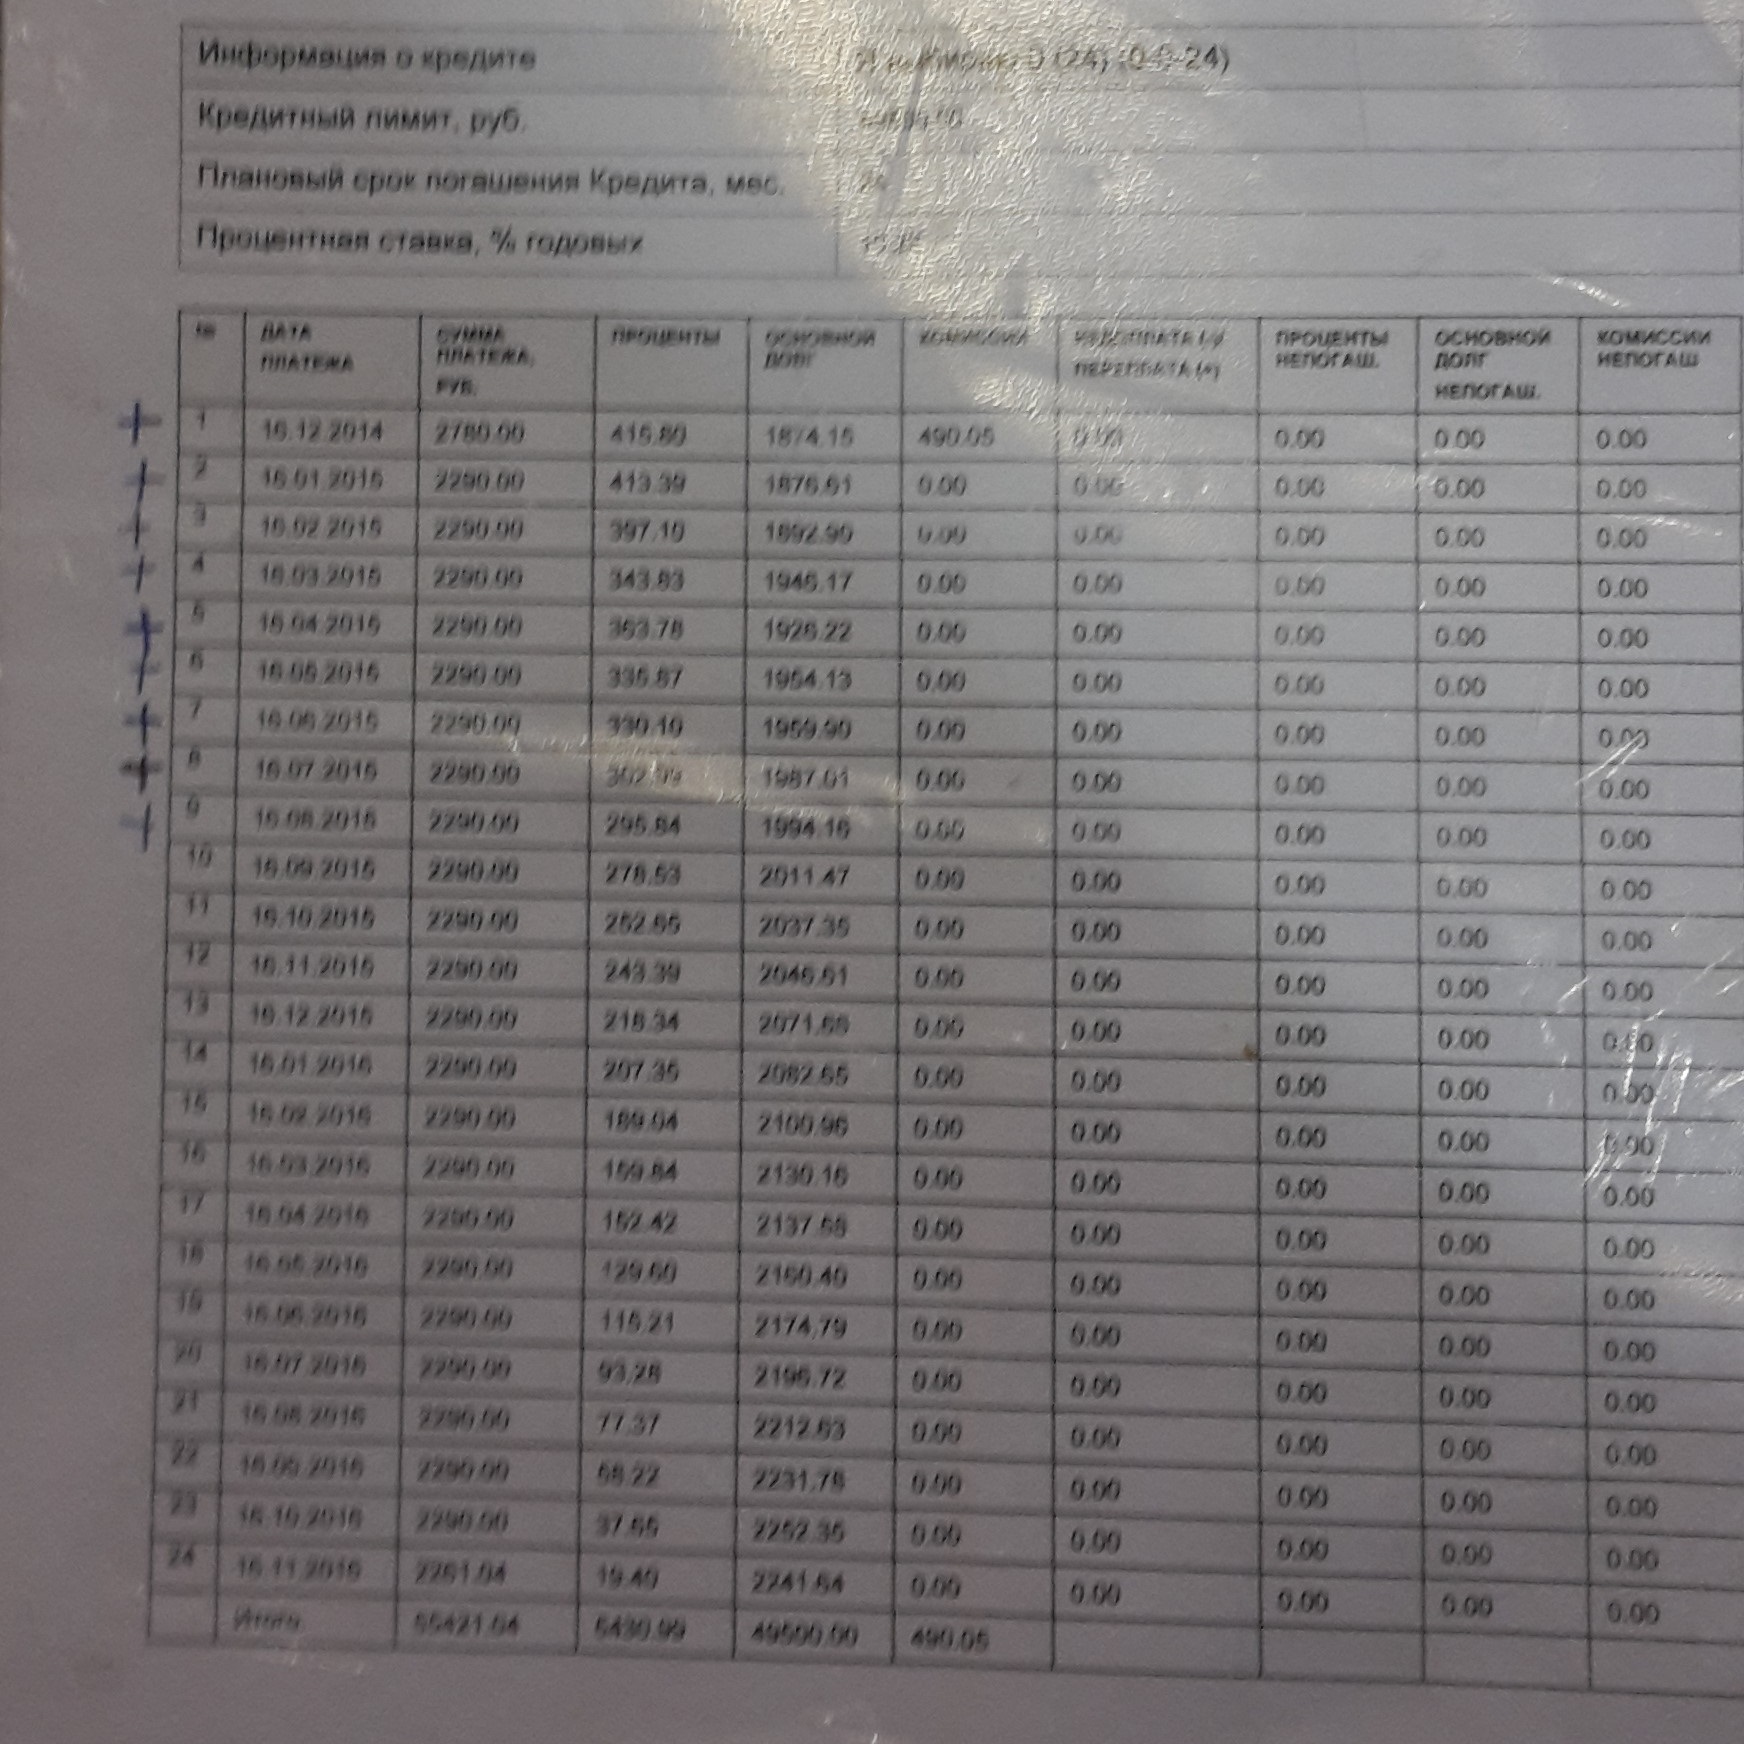 Информация о кредите (24)
Кредитный лимит, руб.
Плановый срок погашения Кредита, мес.
Процентная ставка, % годовых
№ ДАТА ПЛАТЕЖА СУММА ПЛАТЕЖА, РУБ. ПРОЦЕНТЫ ОСНОВНОЙ ДОЛГ КОМИССИИ НЕДОПЛАТА (-)/ ПЕРЕПЛАТА (+) ПРОЦЕНТЫ НЕПОГАШ. ОСНОВНОЙ ДОЛГ НЕПОГАШ. КОМИССИИ НЕПОГАШ
1 16.12.2014 2780.00 415.80 1874.15 490.05 0.00 0.00 0.00 0.00
2 16.01.2015 2290.00 413.39 1876.61 0.00 0.00 0.00 0.00 0.00
3 16.02.2015 2290.00 397.10 1892.90 0.00 0.00 0.00 0.00 0.00
4 16.03.2015 2290.00 343.83 1946.17 0.00 0.00 0.00 0.00 0.00
5 16.04.2015 2290.00 363.78 1926.22 0.00 0.00 0.00 0.00 0.00
6 16.05.2015 2290.00 335.87 1954.13 0.00 0.00 0.00 0.00 0.00
7 16.06.2015 2290.00 330.10 1959.90 0.00 0.00 0.00 0.00 0.00
8 16.07.2015 2290.00 302.99 1987.01 0.00 0.00 0.00 0.00 0.00
9 16.08.2015 2290.00 295.84 1994.16 0.00 0.00 0.00 0.00 0.00
10 16.09.2015 2290.00 278.53 2011.47 0.00 0.00 0.00 0.00 0.00
11 16.10.2015 2290.00 252.65 2037.35 0.00 0.00 0.00 0.00 0.00
12 16.11.2015 2290.00 243.39 2046.61 0.00 0.00 0.00 0.00 0.00
13 16.12.2015 2290.00 218.34 2071.66 0.00 0.00 0.00 0.00 0.00
14 16.01.2016 2290.00 207.35 2082.65 0.00 0.00 0.00 0.00 0.00
15 16.02.2016 2290.00 189.04 2100.96 0.00 0.00 0.00 0.00 0.00
16 16.03.2016 2290.00 159.84 2130.16 0.00 0.00 0.00 0.00 0.00
17 16.04.2016 2290.00 152.42 2137.58 0.00 0.00 0.00 0.00 0.00
18 16.05.2016 2290.00 129.60 2160.40 0.00 0.00 0.00 0.00 0.00
19 16.06.2016 2290.00 115.21 2174.79 0.00 0.00 0.00 0.00 0.00
20 16.07.2016 2290.00 93.28 2196.72 0.00 0.00 0.00 0.00 0.00
21 16.08.2016 2290.00 77.37 2212.63 0.00 0.00 0.00 0.00 0.00
22 16.09.2016 2290.00 58.22 2231.78 0.00 0.00 0.00 0.00 0.00
23 16.10.2016 2290.00 37.65 2252.35 0.00 0.00 0.00 0.00 0.00
24 16.11.2016 2261.04 19.40 2241.64 0.00 0.00 0.00 0.00 0.00
Итого 55421.04 5430.99 49500.00 490.05